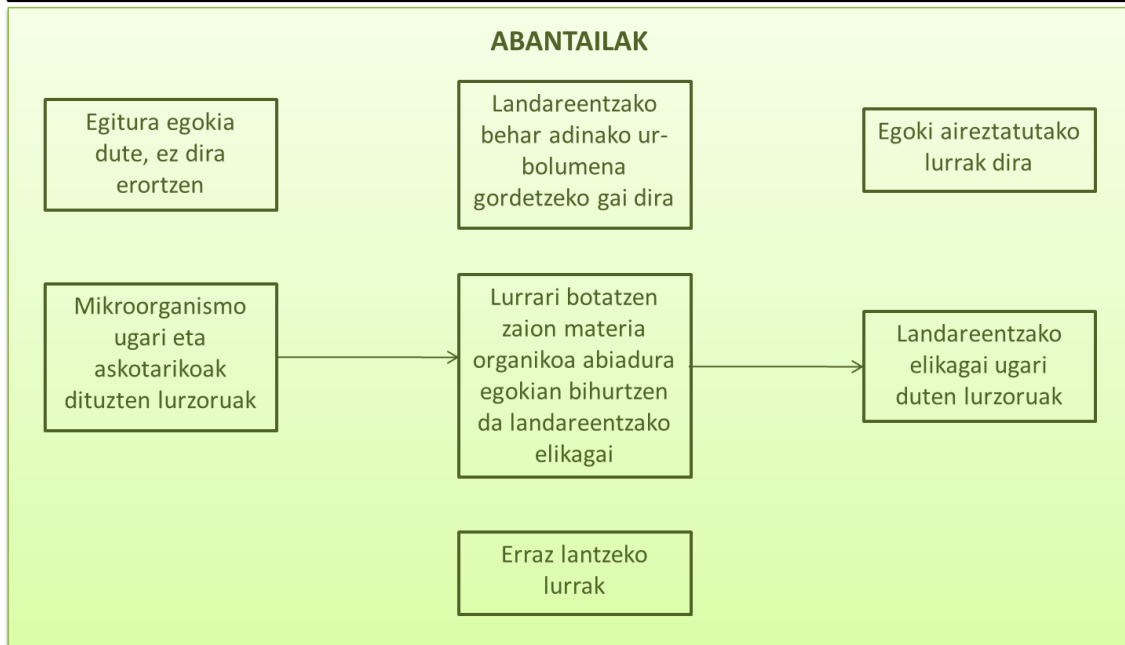 ABANTAILAK
Egitura egokia
dute, ez dira
erortzen
Landareentzako
behar adinako ur-
bolumena
gordetzeko gai dira
Egoki aireztatutako
lurrak dira
Mikroorganismo
ugari eta
askotarikoak
dituzten lurzoruak
Lurrari botatzen
zaion materia
organikoa abiadura
egokian bihurtzen
da landareentzako
elikagai
Landareentzako
elikagai ugari
duten lurzoruak
Erraz lantzeko
lurrak